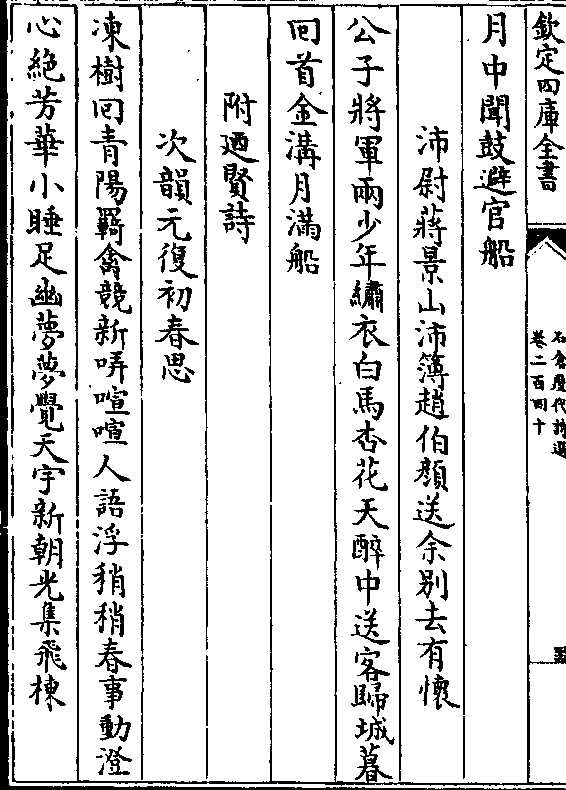 欽定四庫全書
石倉歷代詩選
卷二百四十
月中聞鼓避官船
沛尉蔣景山沛簿趙伯顔送余别去有懷
公子將軍兩少年繡衣白馬杏花天醉中送客歸城暮
回首金溝月滿船
附廼賢詩
次韻元復初春思
凍樹回青陽羇禽競新哢喧喧人語浮稍稍春事動澄
心絶芳華小睡足幽夢夢覺天宇新朝光集飛棟